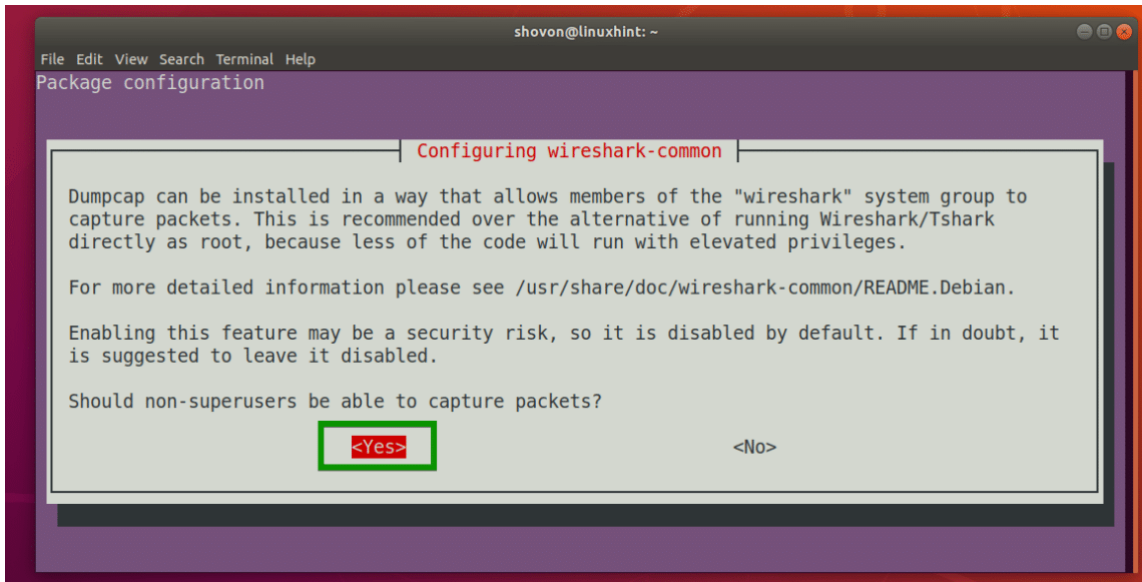 shovon@linuxhint: ~
File Edit View Search Terminal Help
Package configuration
Configuring wireshark-common
Dumpcap can be installed in a way that allows members of the "wireshark" system group to
capture packets. This is recommended over the alternative of running Wireshark/Tshark
directly as root, because less of the code will run with elevated privileges.
For more detailed information please see /usr/share/doc/wireshark-common/README.Debian.
Enabling this feature may be a security risk, so it is disabled by default. If in doubt, it
is suggested to leave it disabled.
Should non-superusers be able to capture packets?
<Yes> <No>